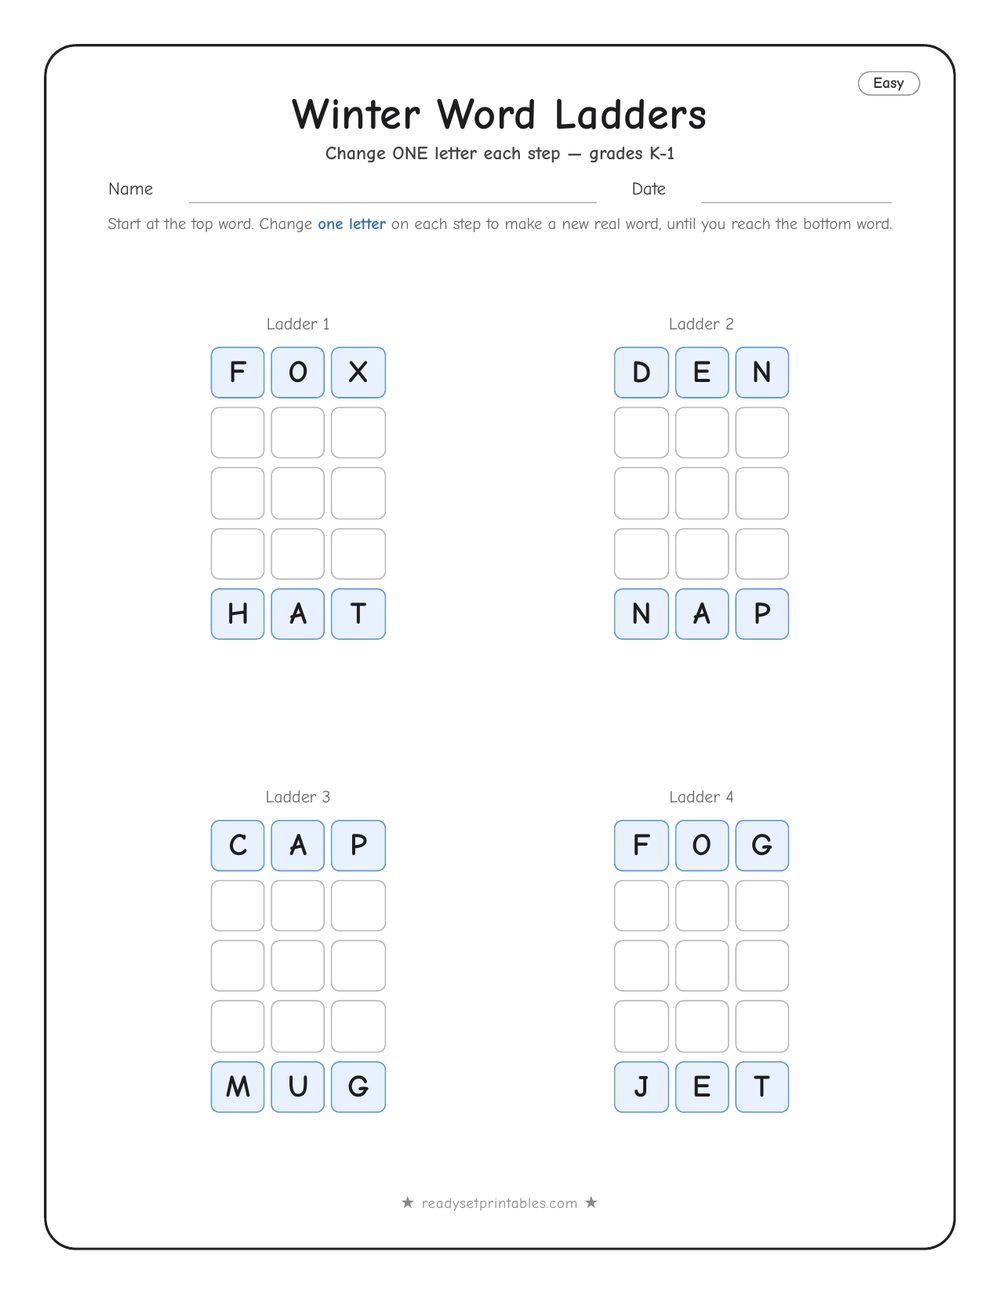 Easy
Winter Word Ladders
Change ONE letter each step — grades K-1
Name Date
Start at the top word. Change one letter on each step to make a new real word, until you reach the bottom word.
Ladder 1
F O X
H A T
Ladder 2
D E N
N A P
Ladder 3
C A P
M U G
Ladder 4
F O G
J E T
★ readysetprintables.com ★